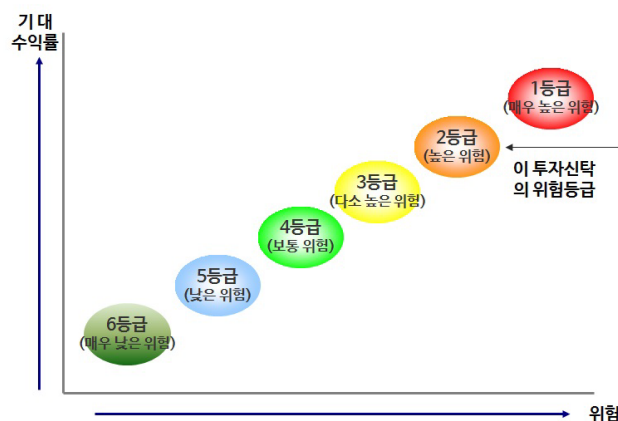 기 대
수익률
1등급
(매우 높은 위험)
2등급
(높은 위험)
이 투자신탁
의 위험등급
3등급
(다소 높은 위험)
4등급
(보통 위험)
5등급
(낮은 위험)
6등급
(매우 낮은 위험)
위험